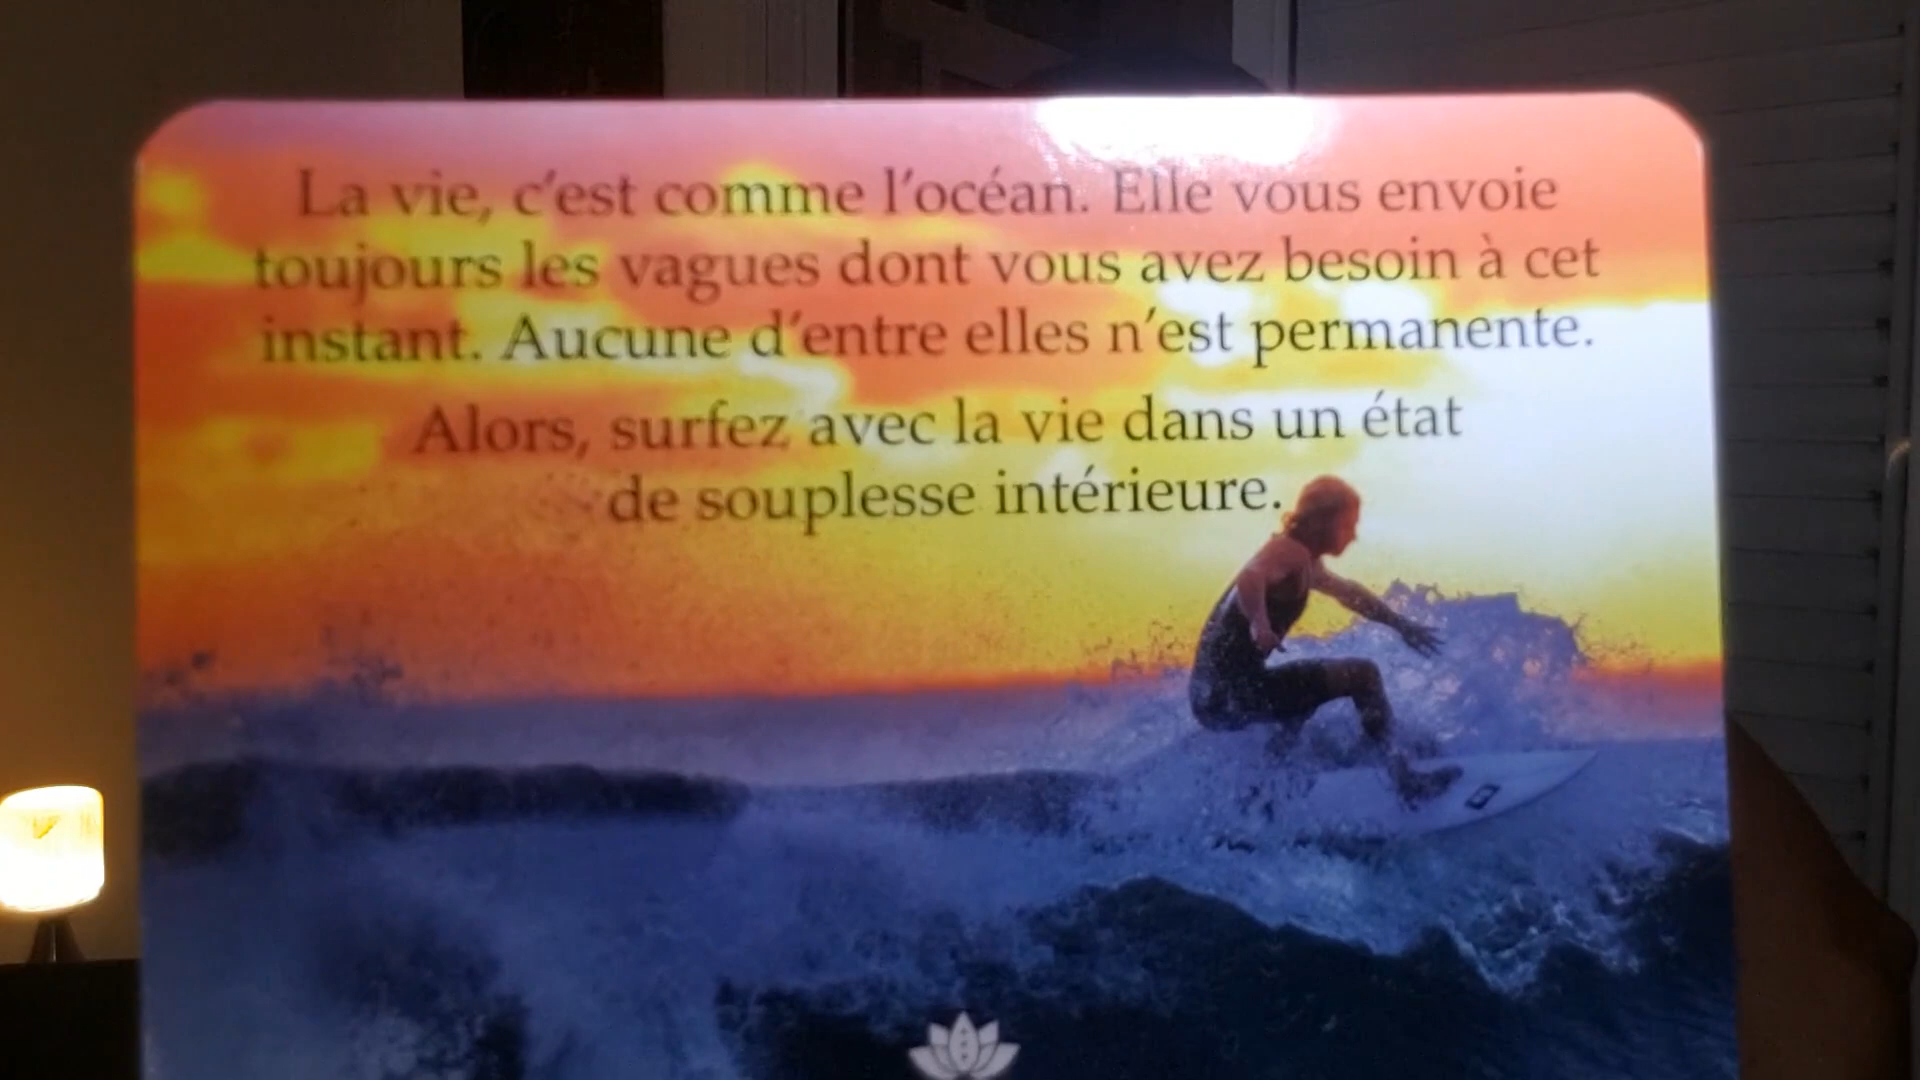 La vie, c'est comme l'océan. Elle vous envoie
toujours les vagues dont vous avez besoin à cet
instant. Aucune d'entre elles n'est permanente.
Alors, surfez avec la vie dans un état
de souplesse intérieure.